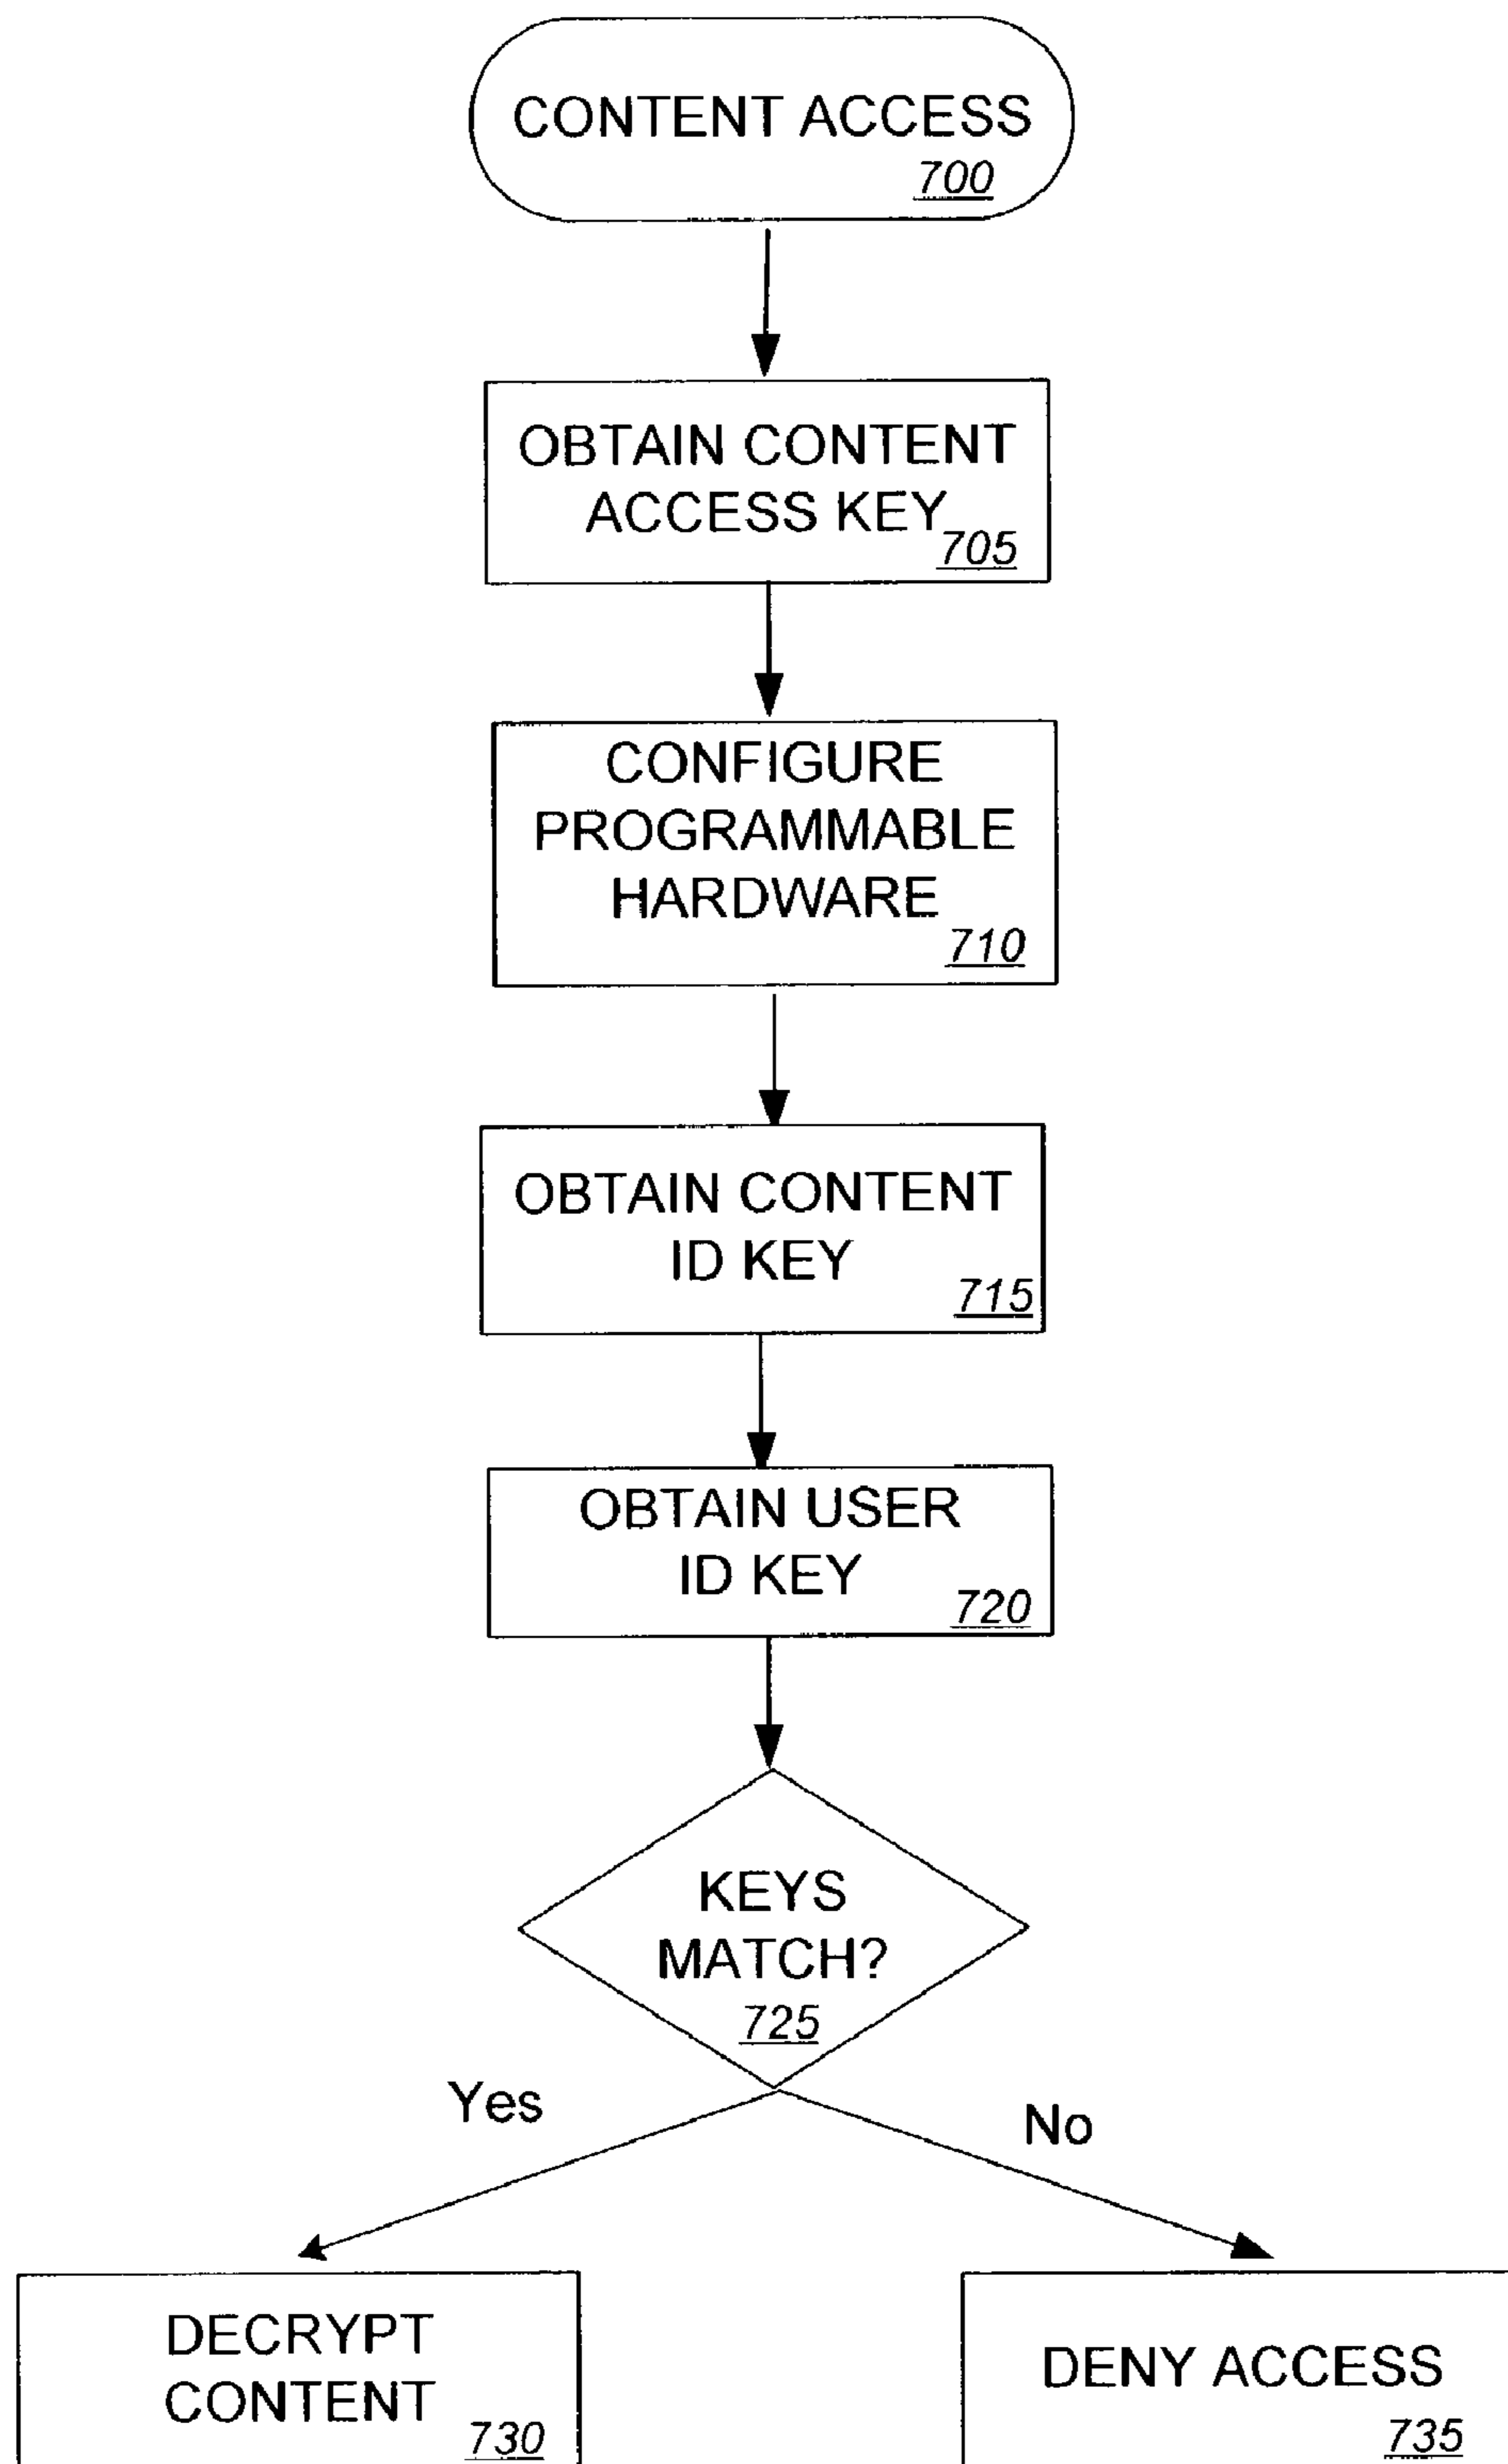 CONTENT ACCESS
700
OBTAIN CONTENT
ACCESS KEY
705
CONFIGURE
PROGRAMMABLE
HARDWARE
710
OBTAIN CONTENT
ID KEY
715
OBTAIN USER
ID KEY
720
KEYS
MATCH?
725
Yes
No
DECRYPT
CONTENT
730
DENY ACCESS
735